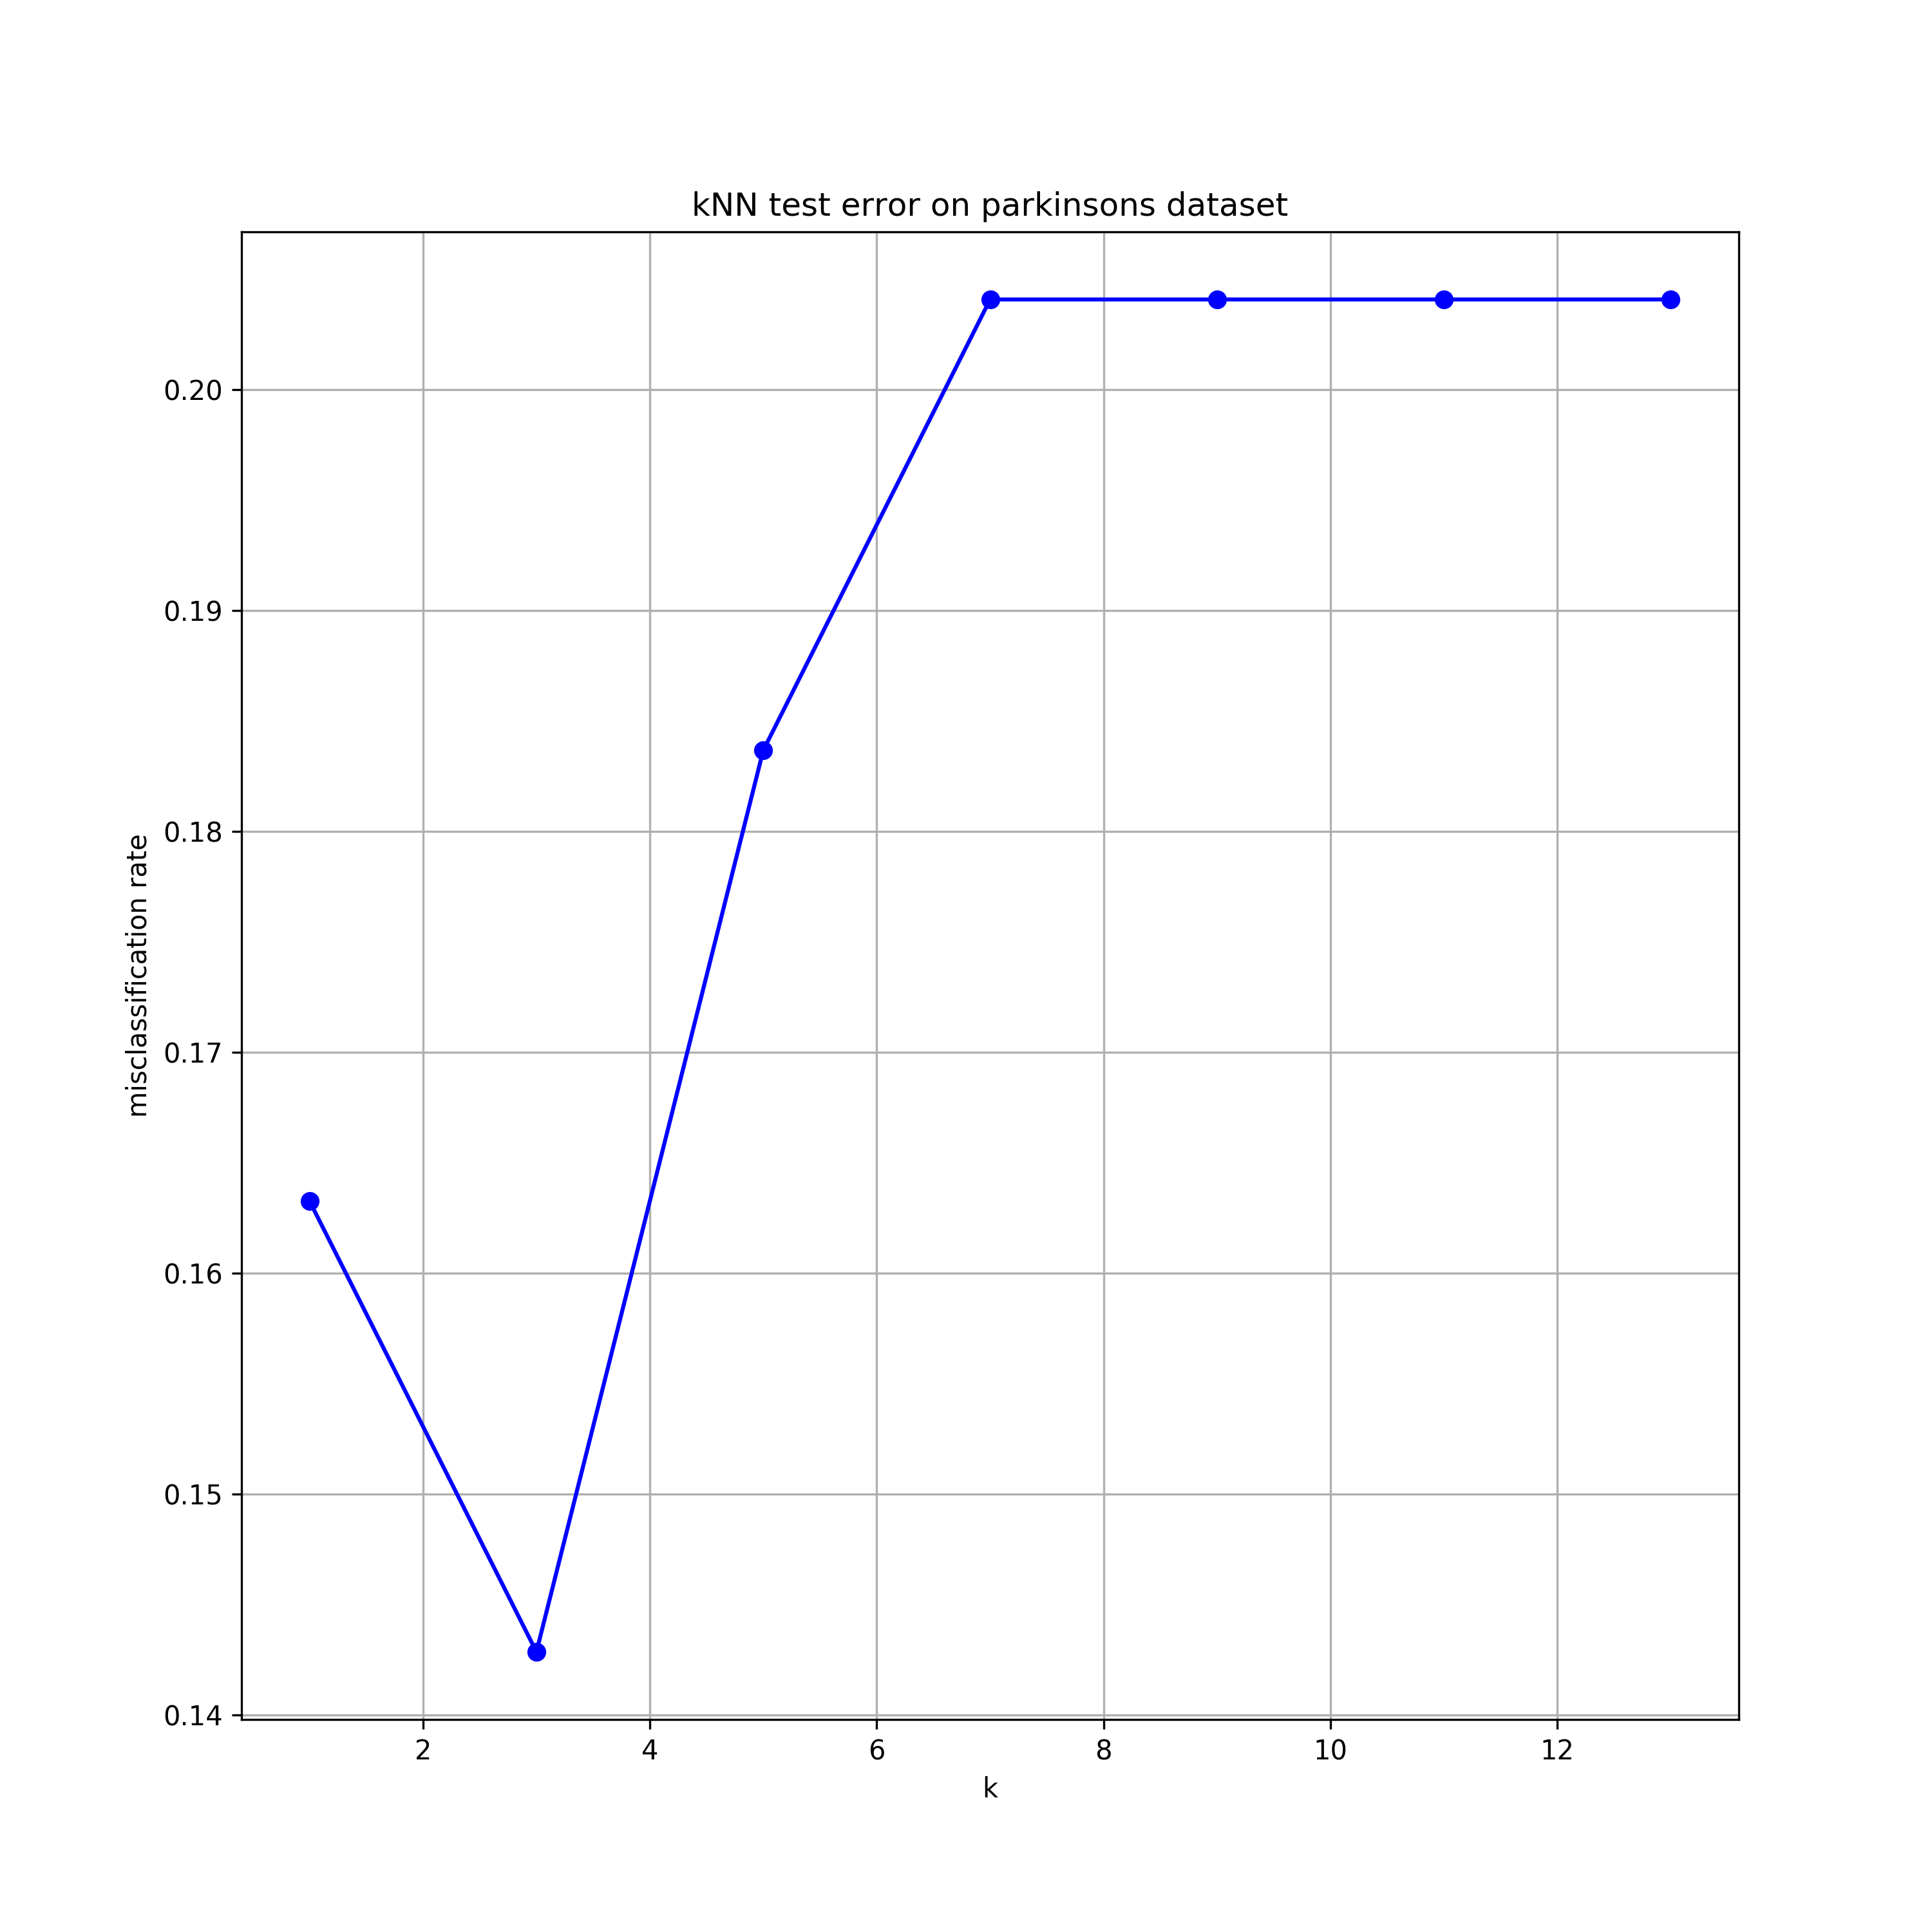 kNN test error on parkinsons dataset
misclassification rate
0.20
0.19
0.18
0.17
0.16
0.15
0.14
2 4 6 8 10 12
k